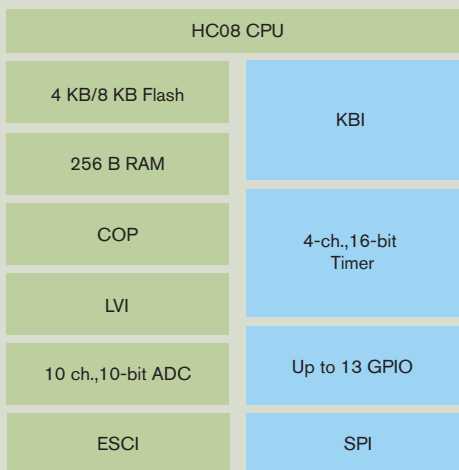 HC08 CPU
4 KB/8 KB Flash
256 B RAM
COP
LVI
10 ch.,10-bit ADC
ESCI
KBI
4-ch.,16-bit
Timer
Up to 13 GPIO
SPI